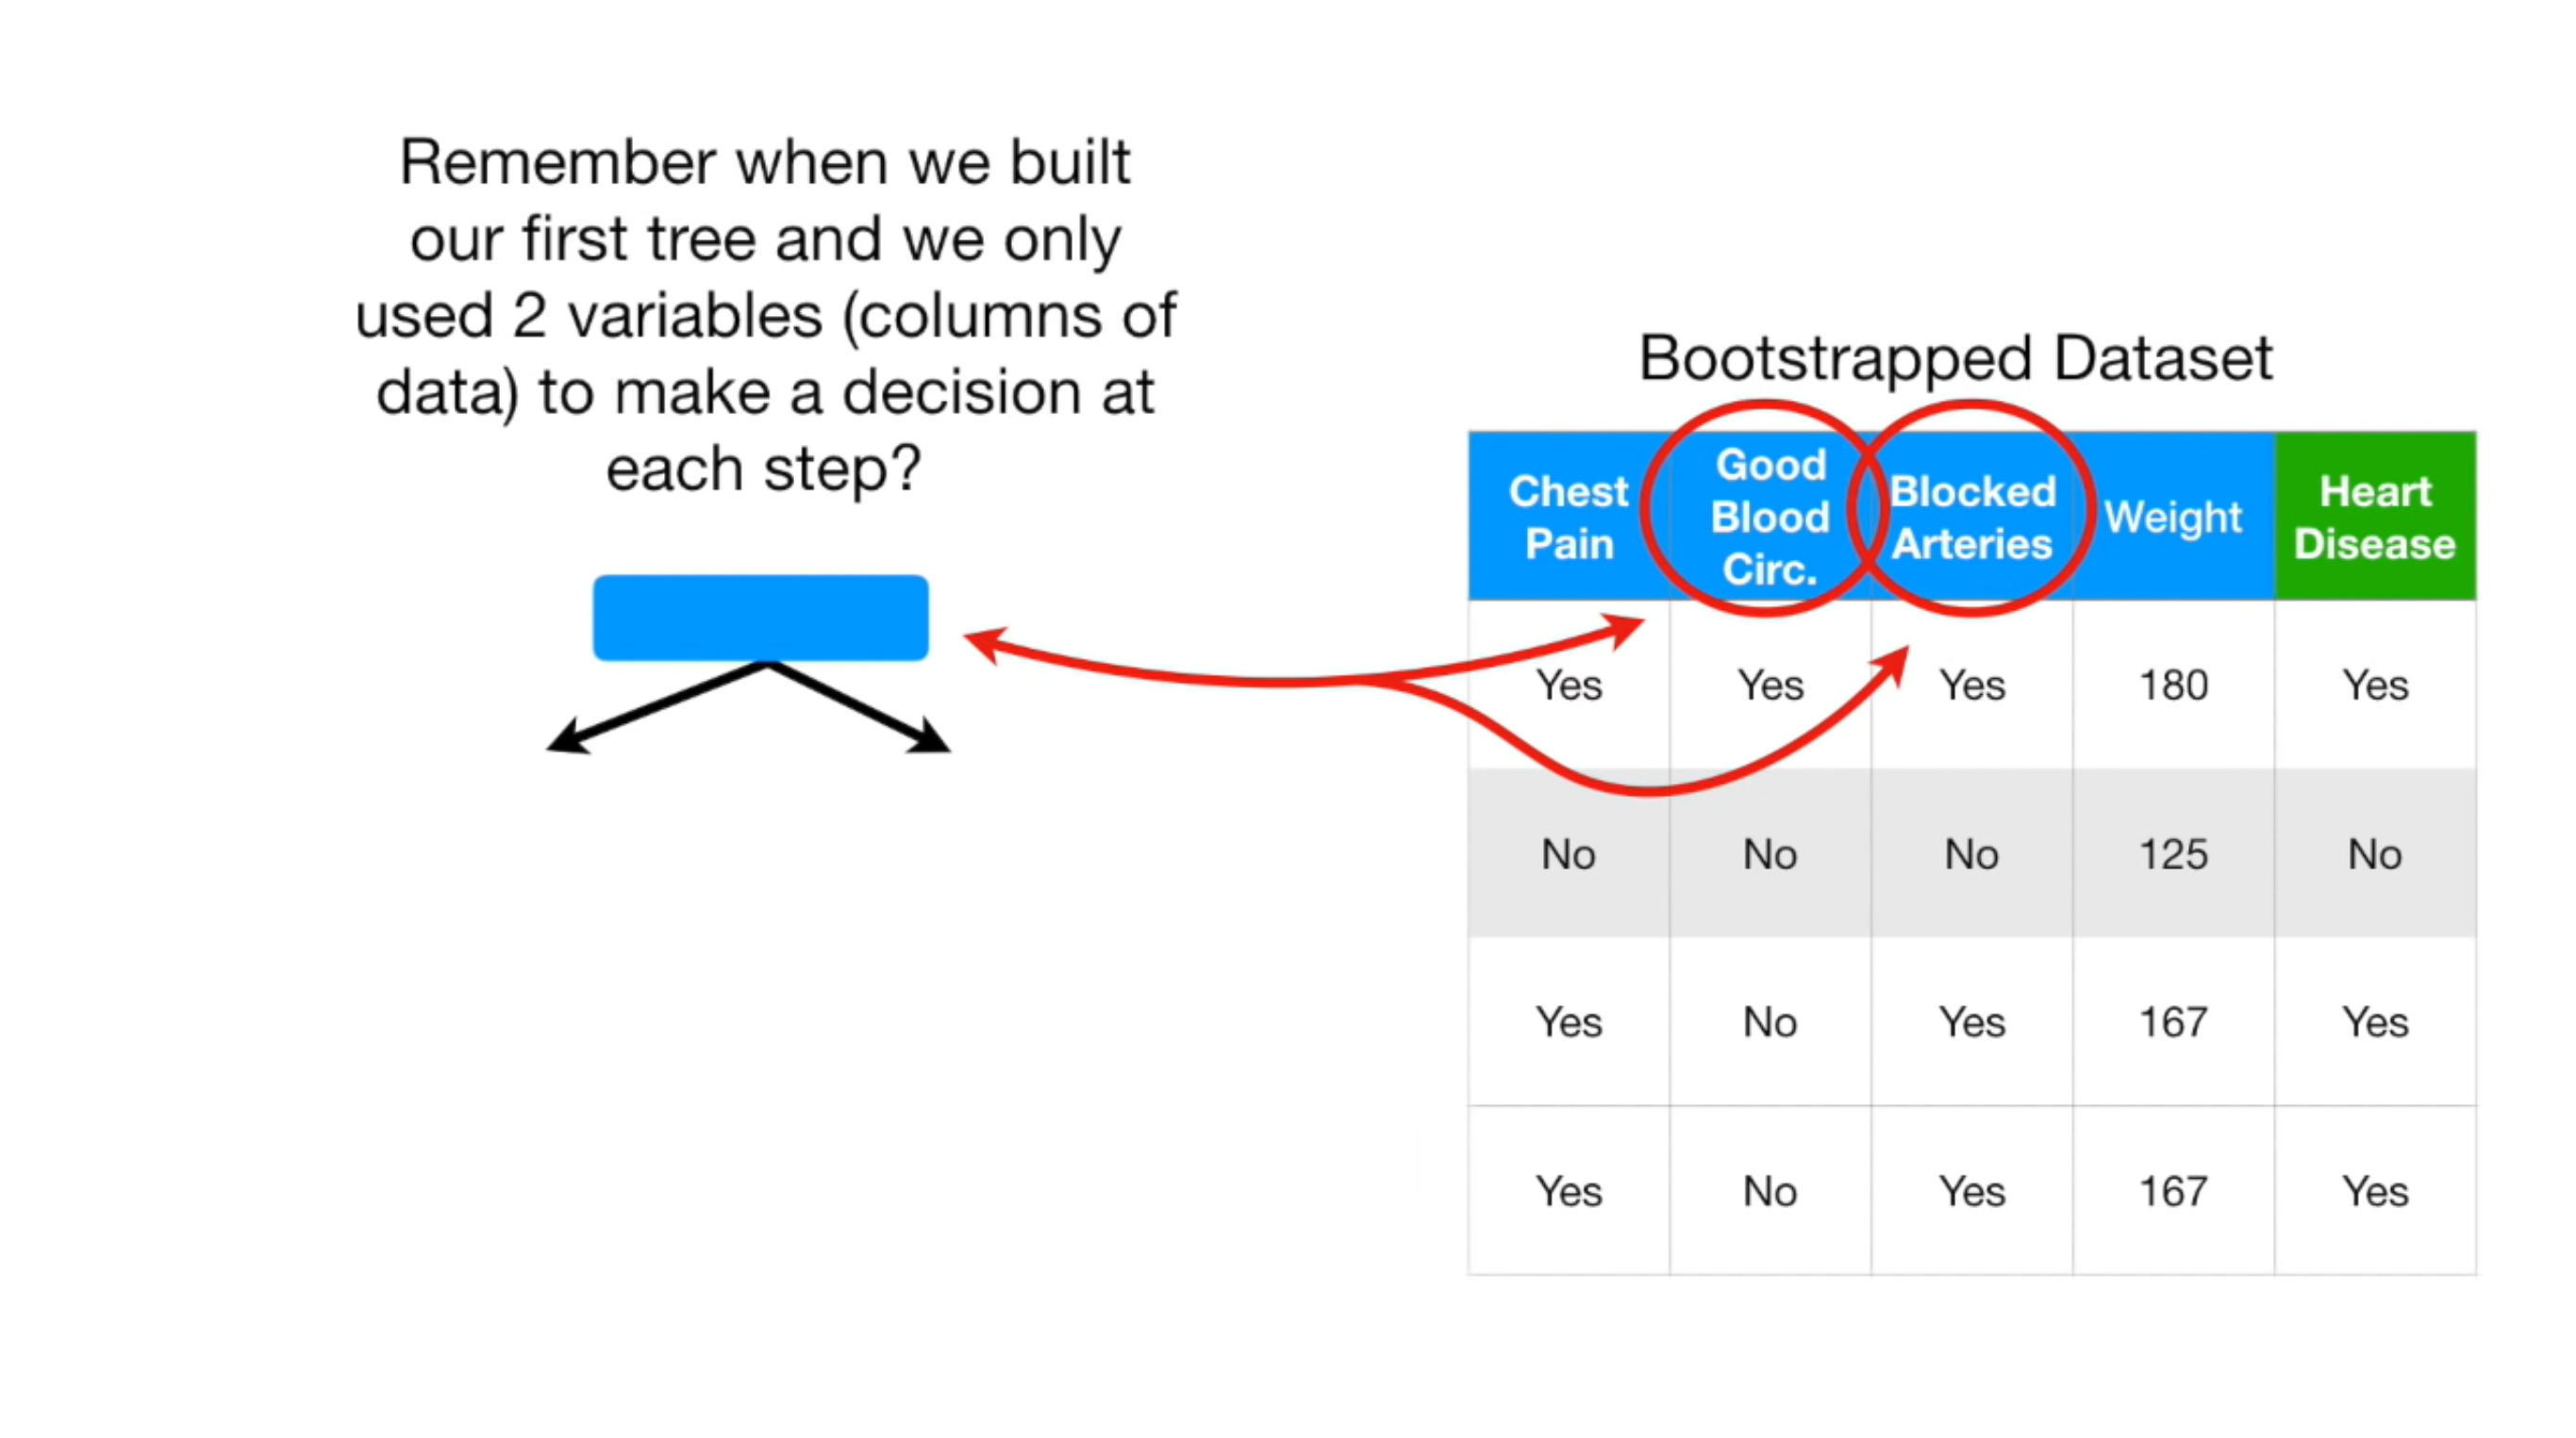 Remember when we built
our first tree and we only
used 2 variables (columns of
data) to make a decision at
each step?
Bootstrapped Dataset
Chest Pain Good Blood Circ. Blocked Arteries Weight Heart Disease
Yes Yes Yes 180 Yes
No No No 125 No
Yes No Yes 167 Yes
Yes No Yes 167 Yes